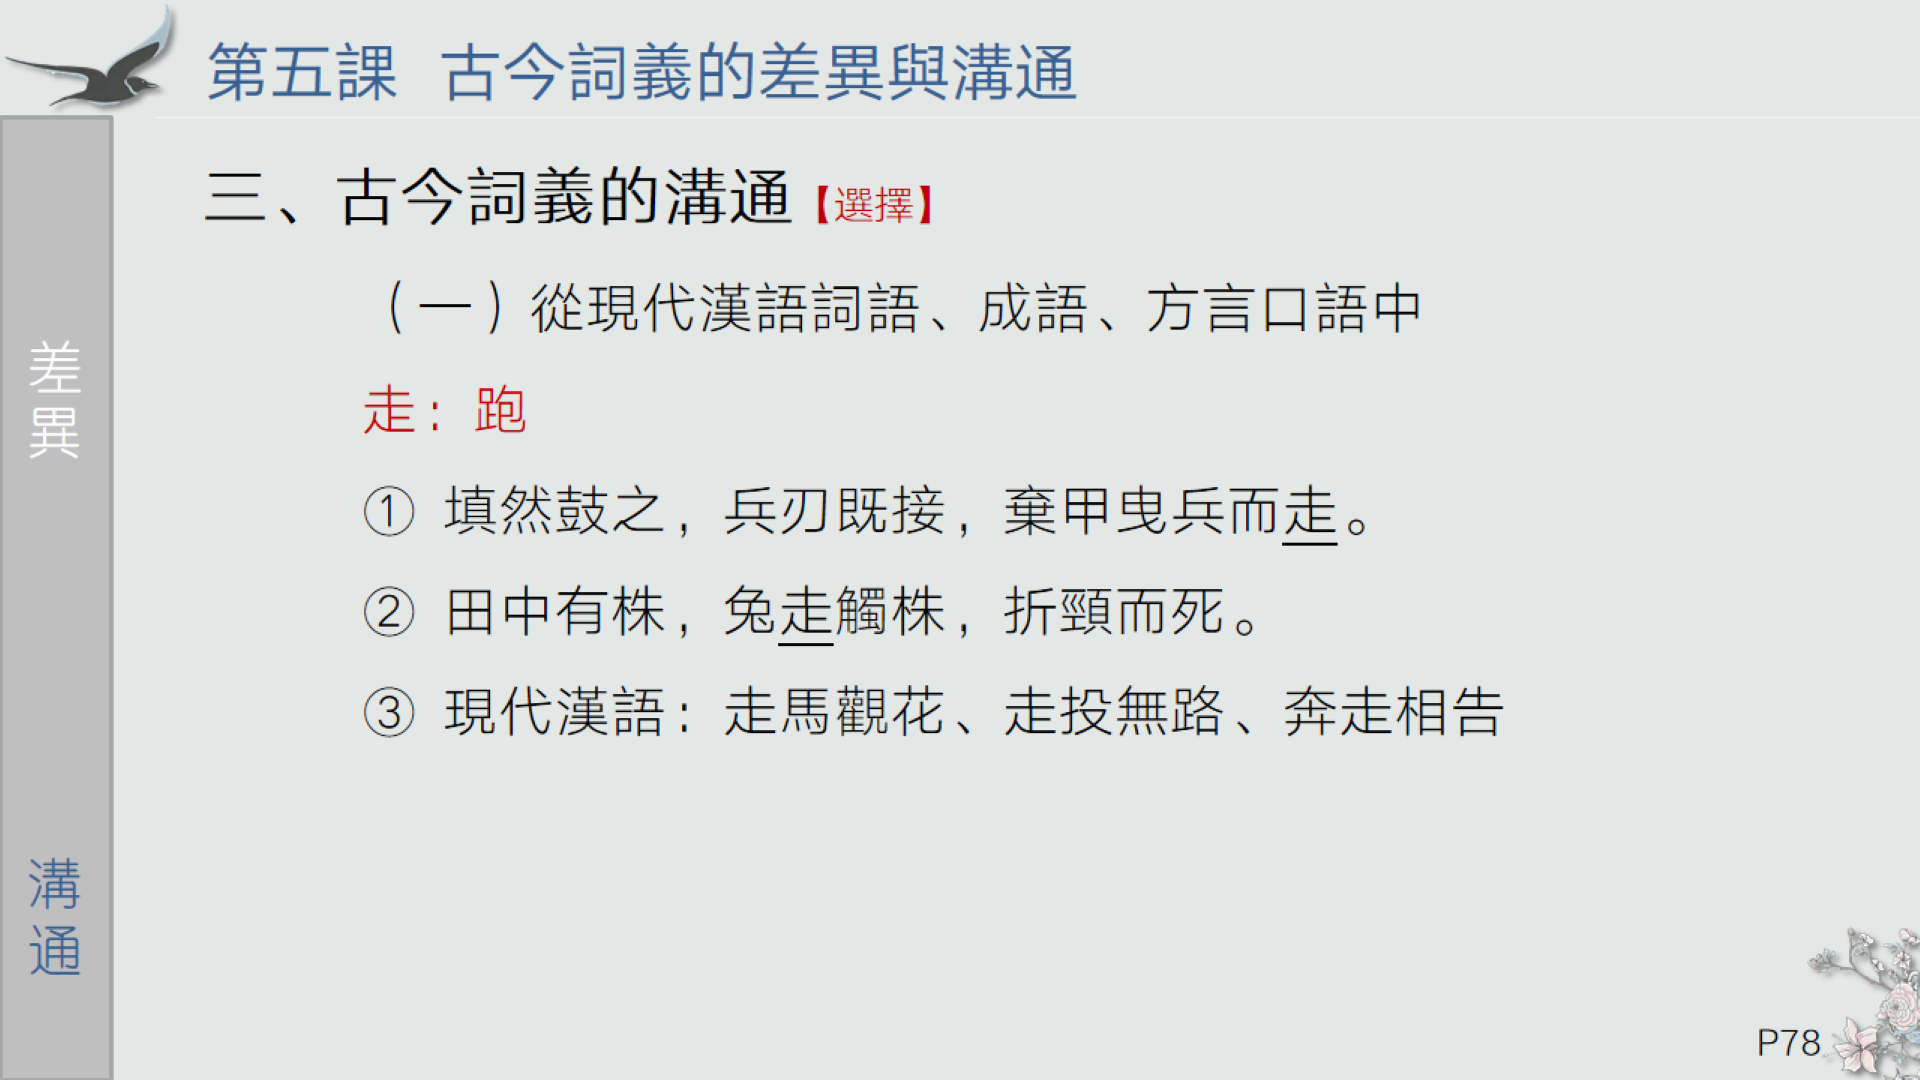 第五課 古今詞義的差異與溝通
三、古今詞義的溝通【選擇】
（一）從現代漢語詞語、成語、方言口語中
走：跑
① 填然鼓之，兵刃既接，棄甲曳兵而走。
② 田中有株，兔走觸株，折頸而死。
③ 現代漢語：走馬觀花、走投無路、奔走相告
差異
溝通
P78